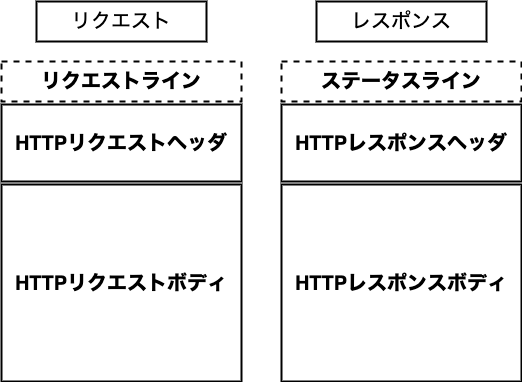 リクエスト
リクエストライン
HTTPリクエストヘッダ
HTTPリクエストボディ
レスポンス
ステータスライン
HTTPレスポンスヘッダ
HTTPレスポンスボディ